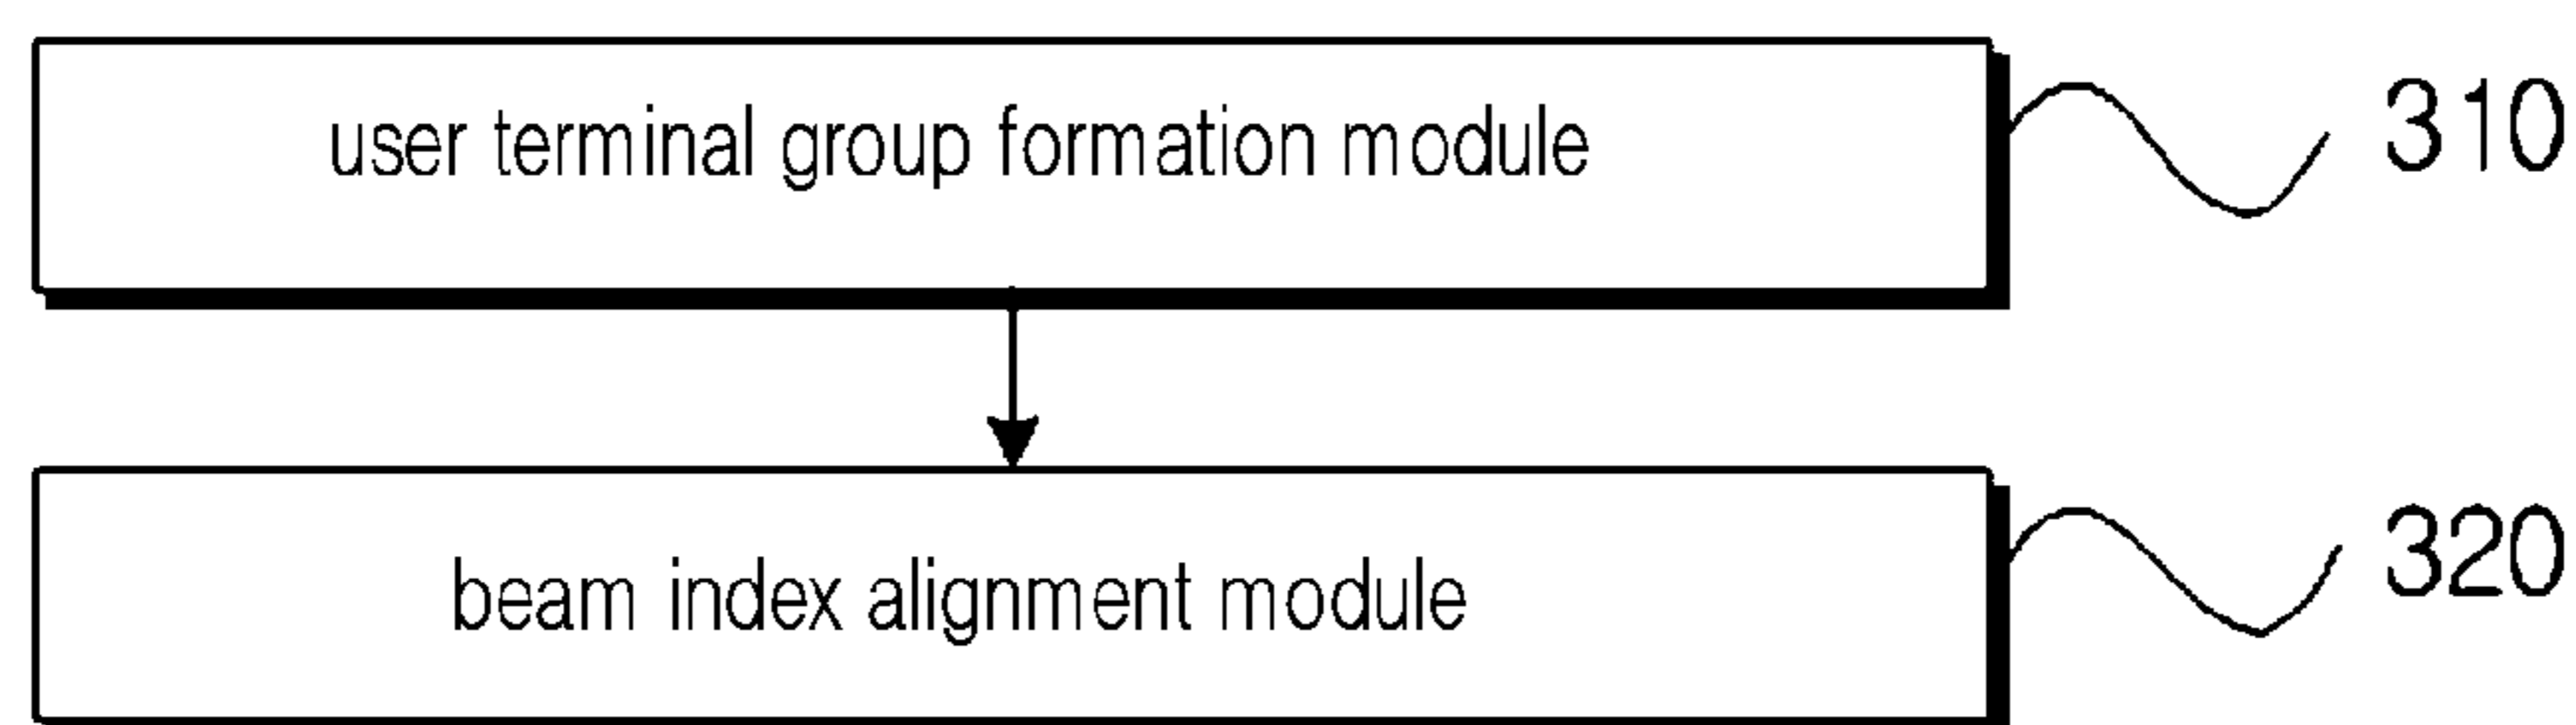 user terminal group formation module 310
beam index alignment module 320